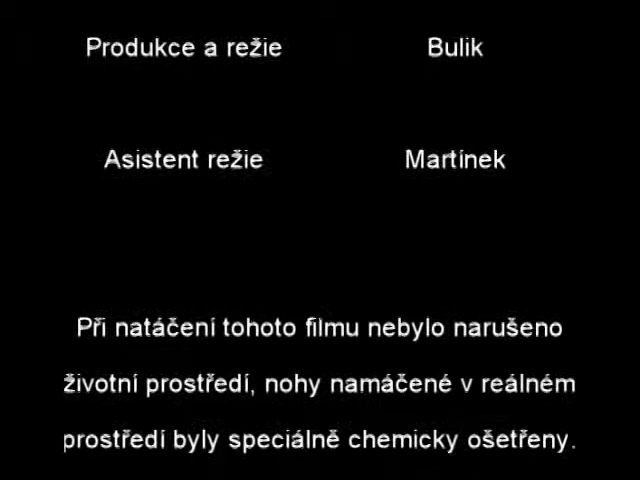 Produkce a režie Bulik
Asistent režie Martínek
Při natáčení tohoto filmu nebylo narušeno
životní prostředí, nohy namáčené v reálném
prostředí byly speciálně chemicky ošetřeny.